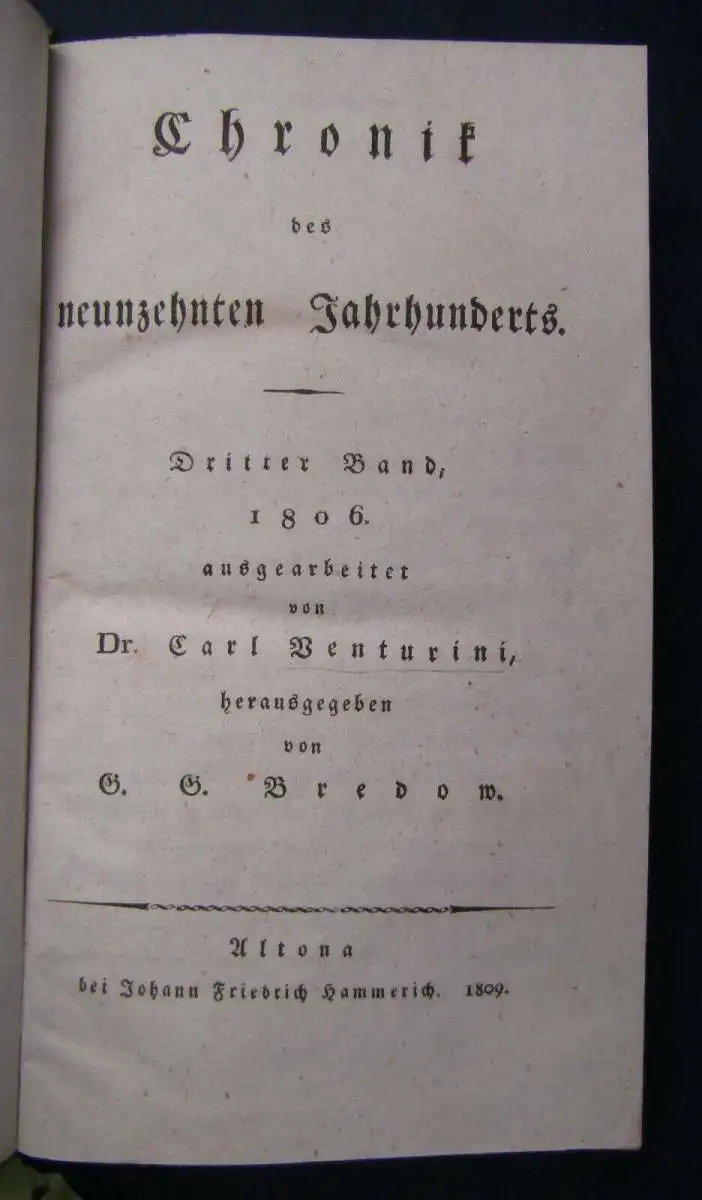 Chronik
des
neunzehnten Jahrhunderts.
Dritter Band,
1806.
ausgearbeitet
von
Dr. Carl Venturini,
herausgegeben
von
G. G. Bredow.
Altona
bei Johann Friedrich Hammerich. 1809.